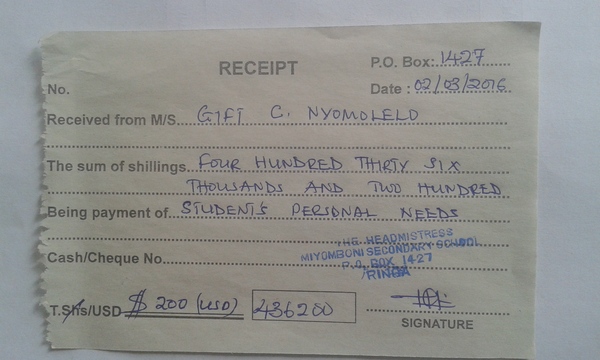 RECEIPT
P.O. Box: 1427
No.
Date: 02/03/2016
Received from M/S. GIFT C. NYOMOLELO
The sum of shillings FOUR HUNDRED THIRTY SIX
THOUSANDS AND TWO HUNDRED
Being payment of STUDENT'S PERSONAL NEEDS
THE HEADMISTRESS
MIYOMBONI SECONDARY SCHOOL
Cash/Cheque No.
P.O. BOX 1427
IRINGA
T.Shs/USD $ 200 (USD) 436200
SIGNATURE